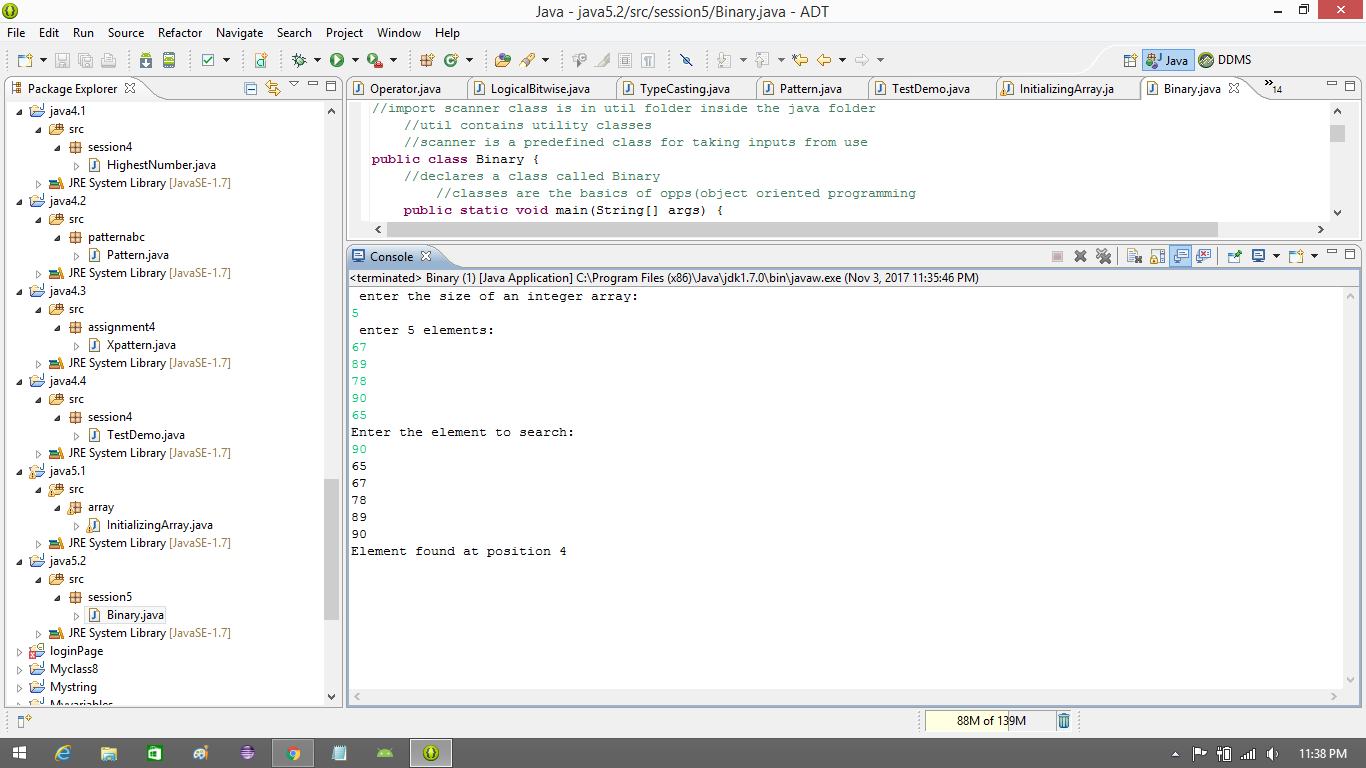 Java - java5.2/src/session5/Binary.java - ADT
File Edit Run Source Refactor Navigate Search Project Window Help
Java DDMS
Package Explorer
java4.1
src
session4
HighestNumber.java
JRE System Library [JavaSE-1.7]
java4.2
src
patternabc
Pattern.java
JRE System Library [JavaSE-1.7]
java4.3
src
assignment4
Xpattern.java
JRE System Library [JavaSE-1.7]
java4.4
src
session4
TestDemo.java
JRE System Library [JavaSE-1.7]
java5.1
src
array
InitializingArray.java
JRE System Library [JavaSE-1.7]
java5.2
src
session5
Binary.java
JRE System Library [JavaSE-1.7]
loginPage
Myclass8
Mystring
Myvariables
Operator.java LogicalBitwise.java TypeCasting.java Pattern.java TestDemo.java InitializingArray.ja Binary.java »14
//import scanner class is in util folder inside the java folder
//util contains utility classes
//scanner is a predefined class for taking inputs from use
public class Binary {
//declares a class called Binary
//classes are the basics of opps(object oriented programming
public static void main(String[] args) {
Console
<terminated> Binary (1) [Java Application] C:\Program Files (x86)\Java\jdk1.7.0\bin\javaw.exe (Nov 3, 2017 11:35:46 PM)
enter the size of an integer array:
5
enter 5 elements:
67
89
78
90
65
Enter the element to search:
90
65
67
78
89
90
Element found at position 4
88M of 139M
11:38 PM